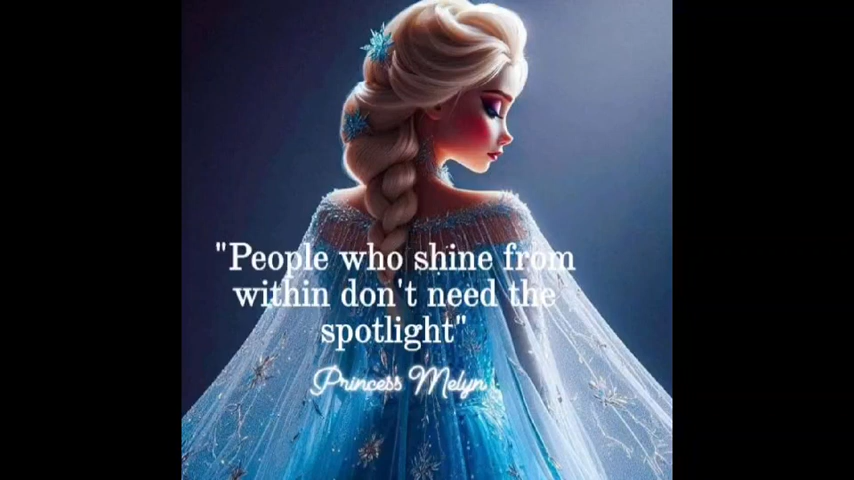 "People who shine from
within don't need the
spotlight"
Princess Melyn